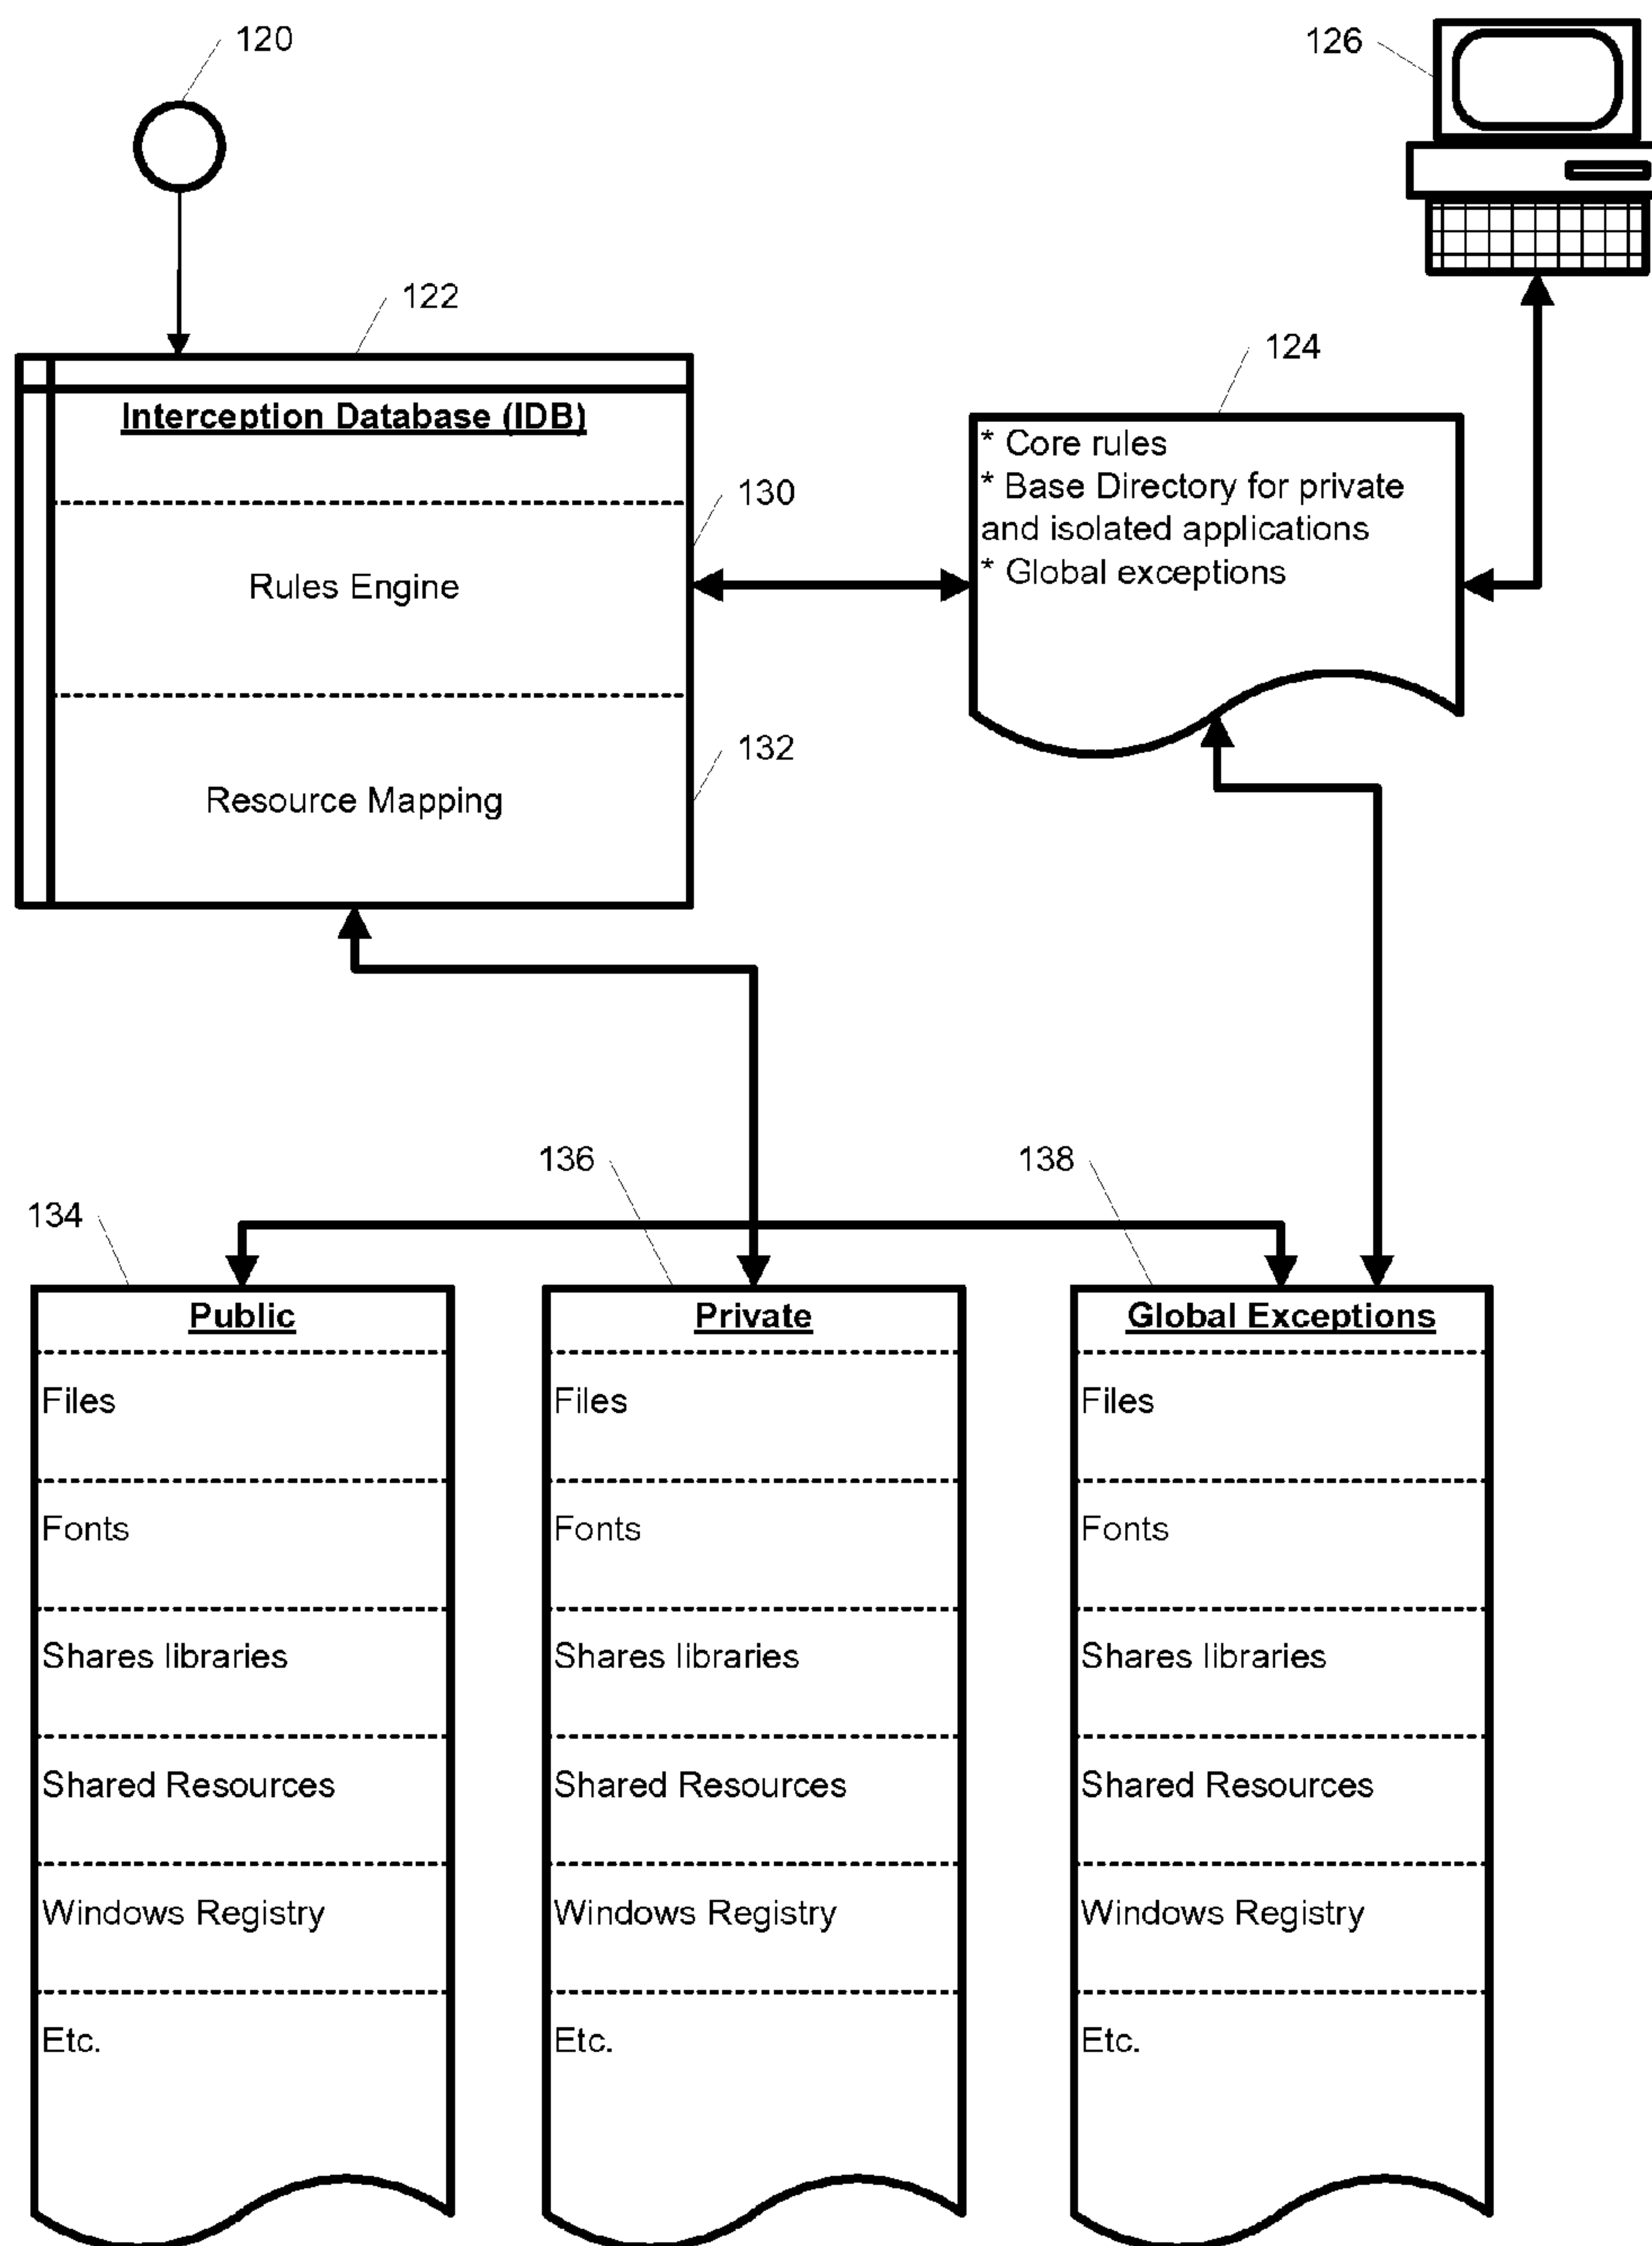 120
126
122
124
Interception Database (IDB)
* Core rules
* Base Directory for private
and isolated applications
* Global exceptions
130
Rules Engine
132
Resource Mapping
134
136
138
Public
Files
Fonts
Shares libraries
Shared Resources
Windows Registry
Etc.
Private
Files
Fonts
Shares libraries
Shared Resources
Windows Registry
Etc.
Global Exceptions
Files
Fonts
Shares libraries
Shared Resources
Windows Registry
Etc.